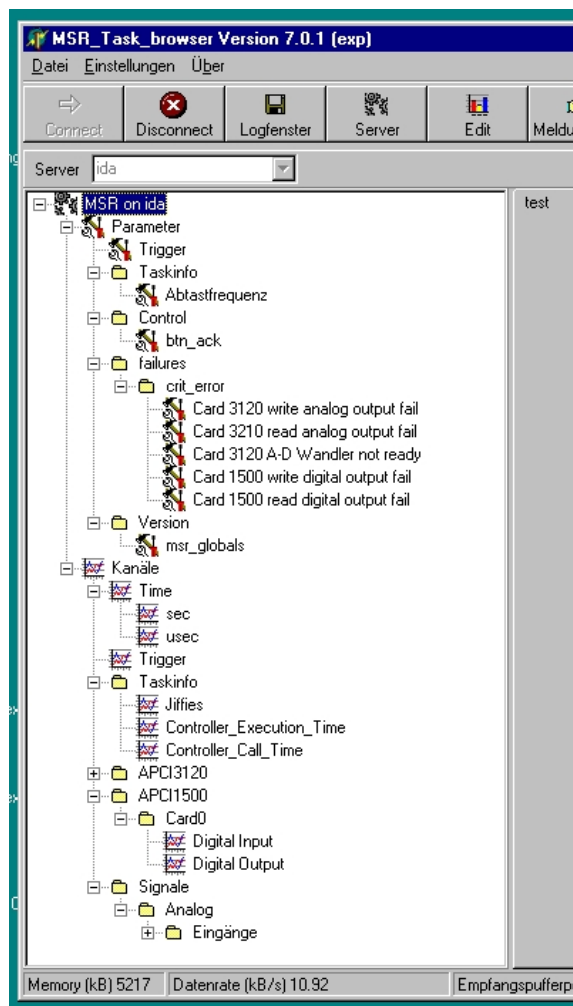 MSR_Task_browser Version 7.0.1 (exp)
Datei Einstellungen Über
Connect Disconnect Logfenster Server Edit
Server ida
MSR on ida
test
Parameter
Trigger
Taskinfo
Abtastfrequenz
Control
btn_ack
failures
crit_error
Card 3120 write analog output fail
Card 3210 read analog output fail
Card 3120 A-D Wandler not ready
Card 1500 write digital output fail
Card 1500 read digital output fail
Version
msr_globals
Kanäle
Time
sec
usec
Trigger
Taskinfo
Jiffies
Controller_Execution_Time
Controller_Call_Time
APCI3120
APCI1500
Card0
Digital Input
Digital Output
Signale
Analog
Eingänge
Memory (kB) 5217 Datenrate (kB/s) 10.92